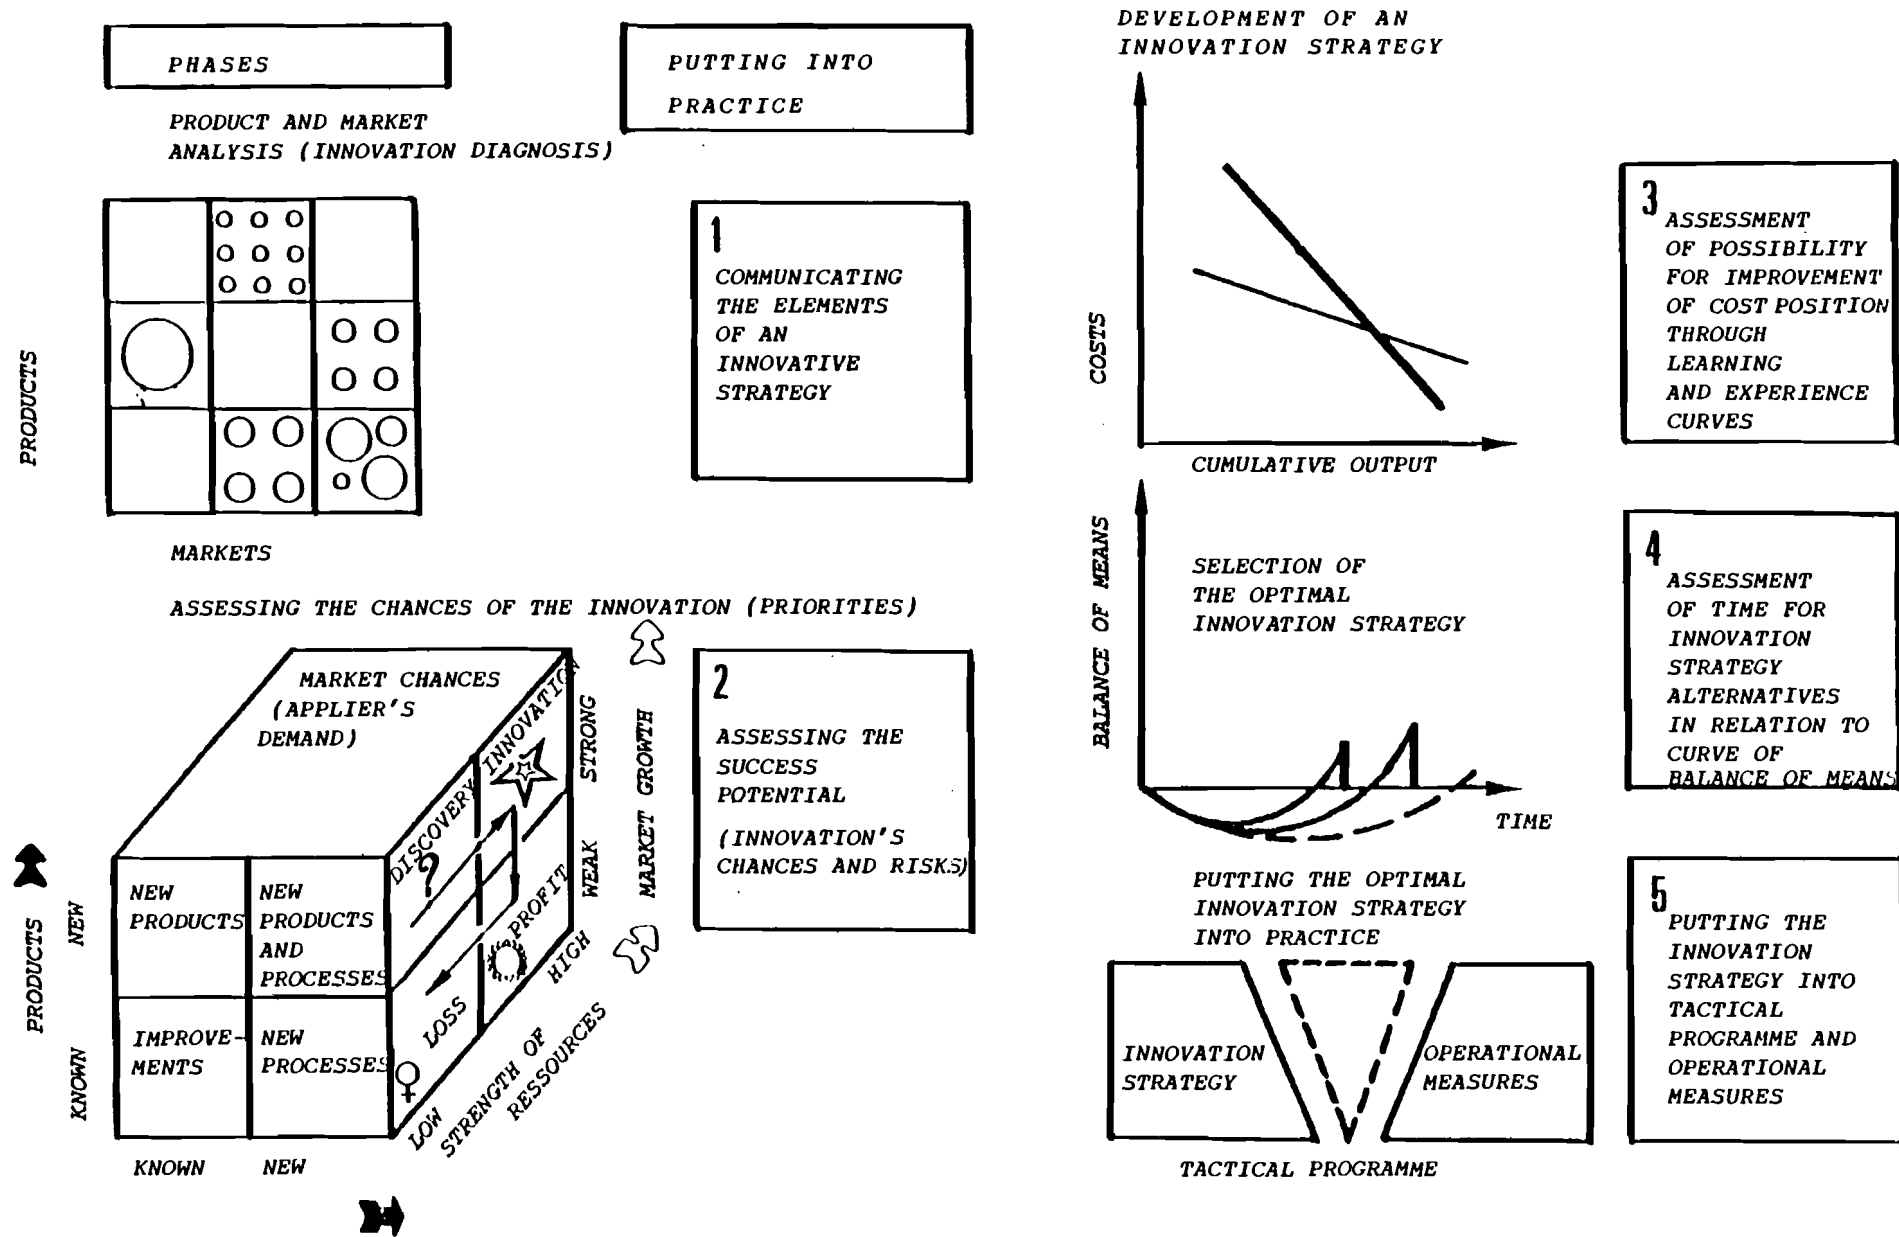 PHASES
PUTTING INTO
PRACTICE
PRODUCT AND MARKET
ANALYSIS (INNOVATION DIAGNOSIS)
PRODUCTS
MARKETS
1
COMMUNICATING
THE ELEMENTS
OF AN
INNOVATIVE
STRATEGY
ASSESSING THE CHANCES OF THE INNOVATION (PRIORITIES)
MARKET CHANCES
(APPLIER'S
DEMAND)
DISCOVERY
INNOVATION
?
PROFIT
LOSS
STRONG
WEAK
MARKET GROWTH
HIGH
LOW
STRENGTH OF
RESSOURCES
NEW
PRODUCTS
NEW
PRODUCTS
AND
PROCESSES
IMPROVE-
MENTS
NEW
PROCESSES
PRODUCTS
NEW
KNOWN
KNOWN
NEW
2
ASSESSING THE
SUCCESS
POTENTIAL
(INNOVATION'S
CHANCES AND RISKS)
DEVELOPMENT OF AN
INNOVATION STRATEGY
COSTS
CUMULATIVE OUTPUT
3
ASSESSMENT
OF POSSIBILITY
FOR IMPROVEMENT
OF COST POSITION
THROUGH
LEARNING
AND EXPERIENCE
CURVES
BALANCE OF MEANS
SELECTION OF
THE OPTIMAL
INNOVATION STRATEGY
TIME
4
ASSESSMENT
OF TIME FOR
INNOVATION
STRATEGY
ALTERNATIVES
IN RELATION TO
CURVE OF
BALANCE OF MEANS
PUTTING THE OPTIMAL
INNOVATION STRATEGY
INTO PRACTICE
INNOVATION
STRATEGY
OPERATIONAL
MEASURES
TACTICAL PROGRAMME
5
PUTTING THE
INNOVATION
STRATEGY INTO
TACTICAL
PROGRAMME AND
OPERATIONAL
MEASURES